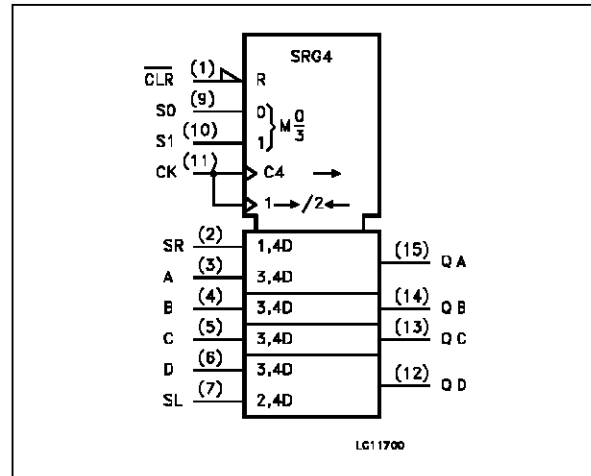 SRG4
CLR (1) R
S0 (9) 0
S1 (10) 1 } M 0/3
CK (11) C4 →
1→/2←
SR (2) 1,4D
(15) QA
A (3) 3,4D
B (4) 3,4D (14) QB
C (5) 3,4D (13) QC
D (6) 3,4D
(12) QD
SL (7) 2,4D
LC11700